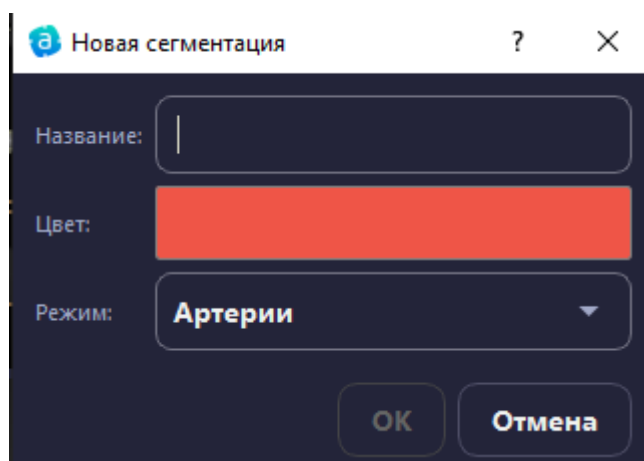 Новая сегментация ?
Название:
Цвет:
Режим: Артерии
OK Отмена